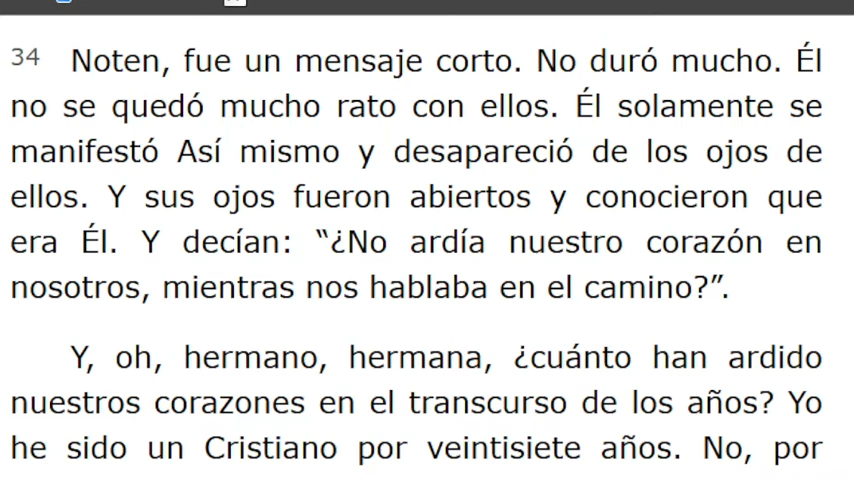 34 Noten, fue un mensaje corto. No duró mucho. Él
no se quedó mucho rato con ellos. Él solamente se
manifestó Así mismo y desapareció de los ojos de
ellos. Y sus ojos fueron abiertos y conocieron que
era Él. Y decían: “¿No ardía nuestro corazón en
nosotros, mientras nos hablaba en el camino?”.
Y, oh, hermano, hermana, ¿cuánto han ardido
nuestros corazones en el transcurso de los años? Yo
he sido un Cristiano por veintisiete años. No, por